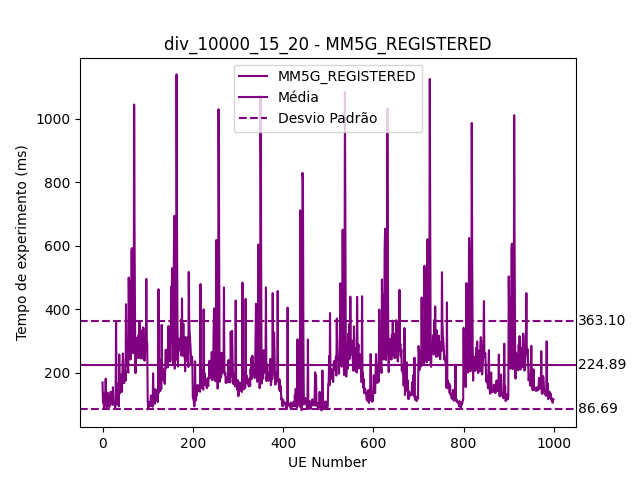 div_10000_15_20 - MM5G_REGISTERED
MM5G_REGISTERED
Média
Desvio Padrão
Tempo de experimento (ms)
1000
800
600
400
200
363.10
224.89
86.69
0
200
400
600
800
1000
UE Number